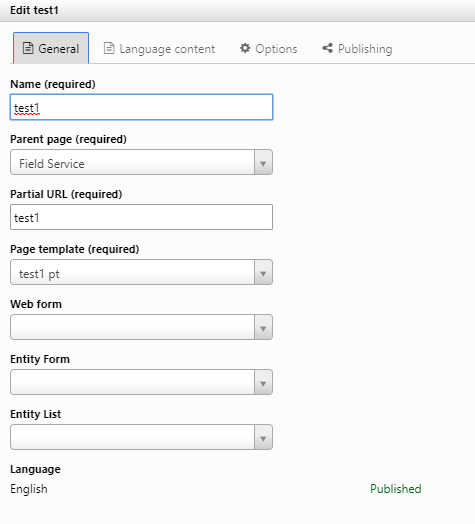 Edit test1
General Language content Options Publishing
Name (required)
test1
Parent page (required)
Field Service
Partial URL (required)
test1
Page template (required)
test1 pt
Web form
Entity Form
Entity List
Language
English Published